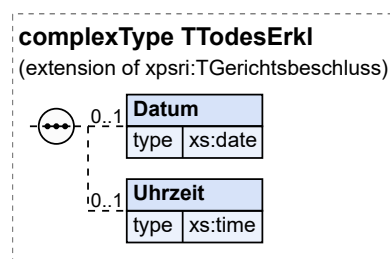 complexType TTodesErkl
(extension of xpsri:TGerichtsbeschluss)
0..1 Datum
type xs:date
0..1 Uhrzeit
type xs:time